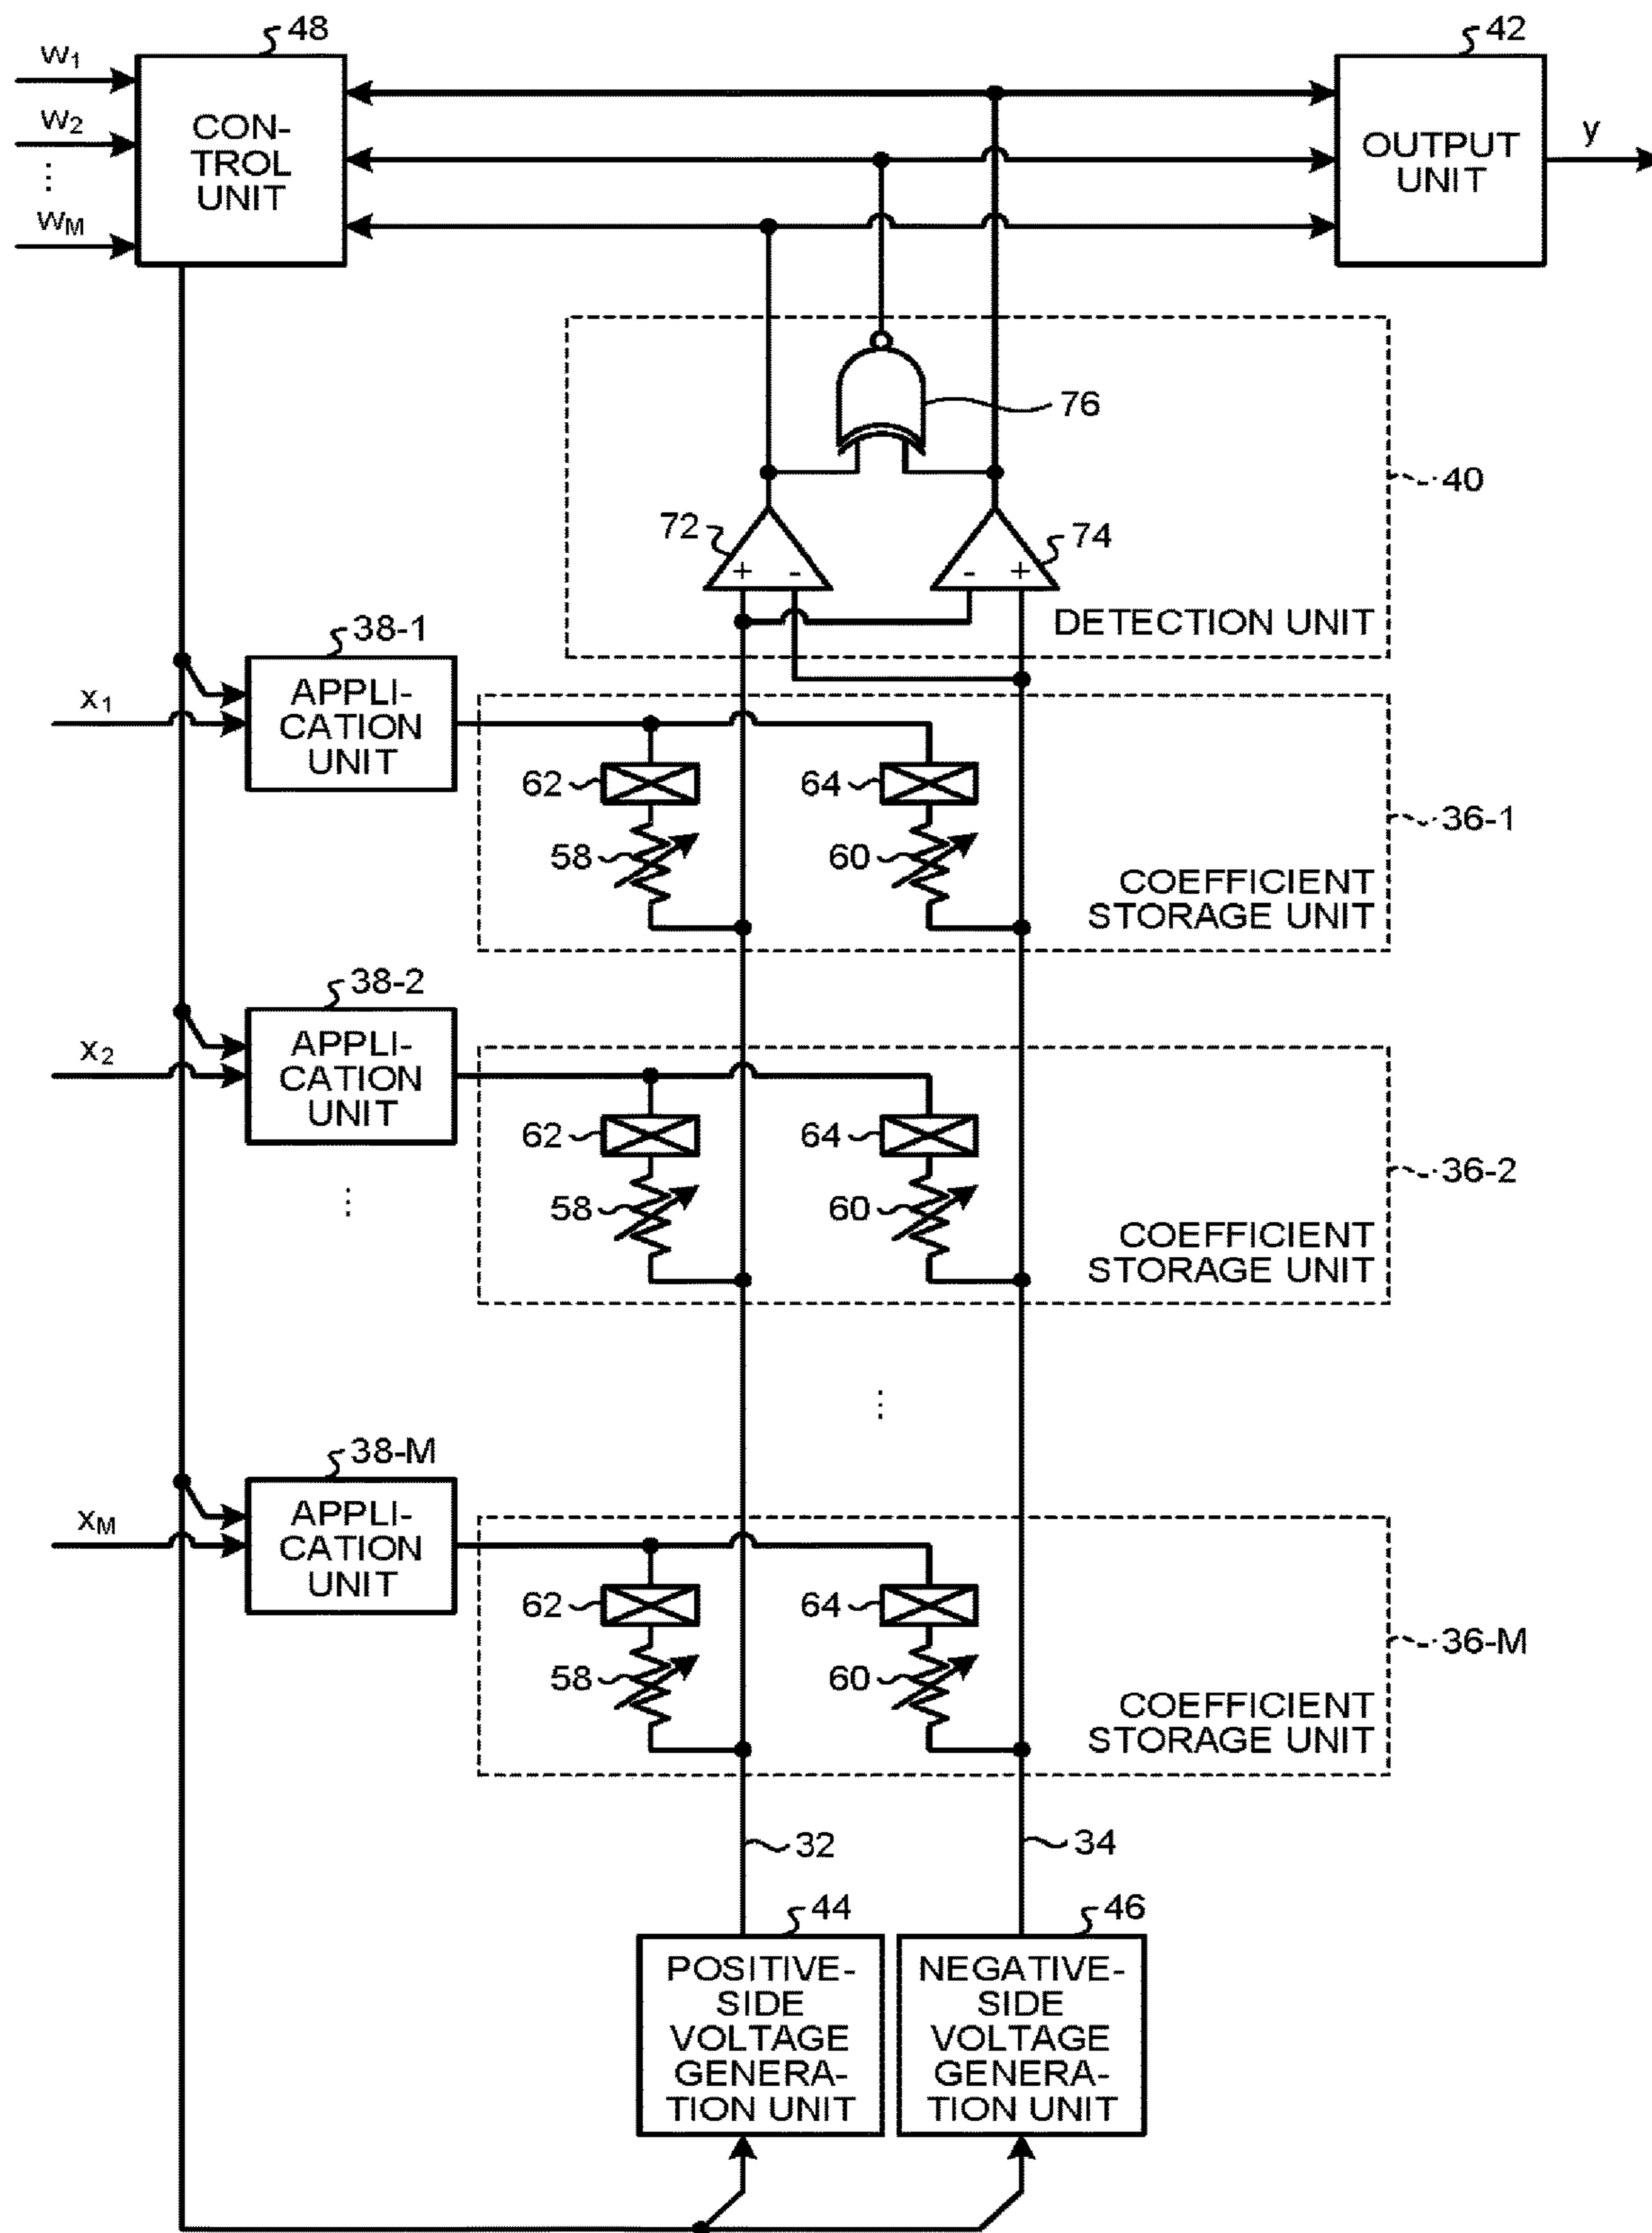 48
42
w1
w2
⋮
wM
CON-
TROL
UNIT
OUTPUT
UNIT
y
76
40
72
74
+ -
- +
DETECTION UNIT
38-1
x1
APPLI-
CATION
UNIT
62
64
36-1
58
60
COEFFICIENT
STORAGE UNIT
38-2
x2
APPLI-
CATION
UNIT
62
64
36-2
58
60
⋮
COEFFICIENT
STORAGE UNIT
⋮
38-M
xM
APPLI-
CATION
UNIT
62
64
36-M
58
60
COEFFICIENT
STORAGE UNIT
32
34
44
46
POSITIVE-
SIDE
VOLTAGE
GENERA-
TION UNIT
NEGATIVE-
SIDE
VOLTAGE
GENERA-
TION UNIT